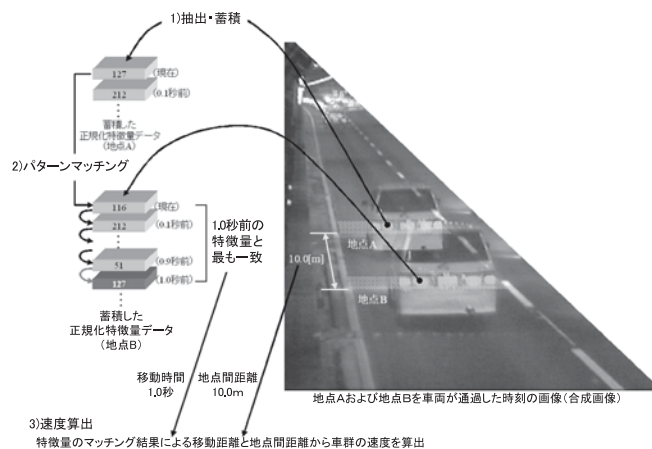 1)抽出・蓄積
127
(現在)
212
(0.1秒前)
蓄積した
正規化特徴量データ
(地点A)
2)パターンマッチング
116
(現在)
212
(0.1秒前)
51
(0.9秒前)
127
(1.0秒前)
1.0秒前の
特徴量と
最も一致
蓄積した
正規化特徴量データ
(地点B)
地点A
10.0[m]
地点B
移動時間
1.0秒
地点間距離
10.0m
地点Aおよび地点Bを車両が通過した時刻の画像(合成画像)
3)速度算出
特徴量のマッチング結果による移動距離と地点間距離から車群の速度を算出